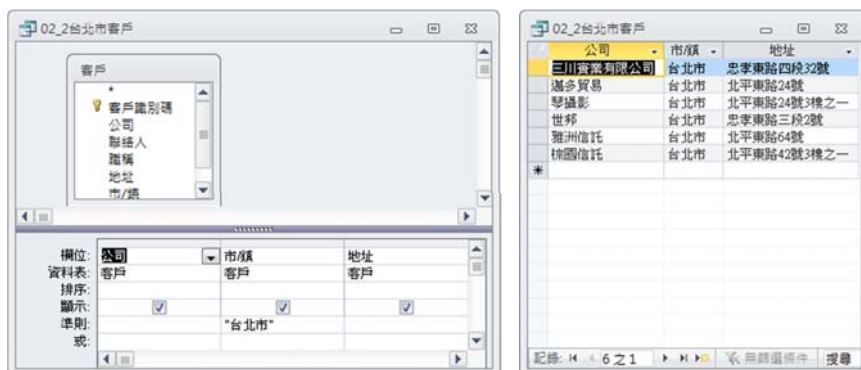 02_2台北市客戶
客戶
*
客戶識別碼
公司
聯絡人
職稱
地址
市/鎮
欄位: 公司 市/鎮 地址
資料表: 客戶 客戶 客戶
排序:
顯示:
準則: "台北市"
或:
02_2台北市客戶
公司 市/鎮 地址
三川實業有限公司 台北市 忠孝東路四段32號
邁多貿易 台北市 北平東路24號
琴攝影 台北市 北平東路24號3樓之一
世邦 台北市 忠孝東路三段2號
雅洲信託 台北市 北平東路64號
棕國信託 台北市 北平東路42號3樓之一
*
記錄: 6 之 1 無篩選條件 搜尋